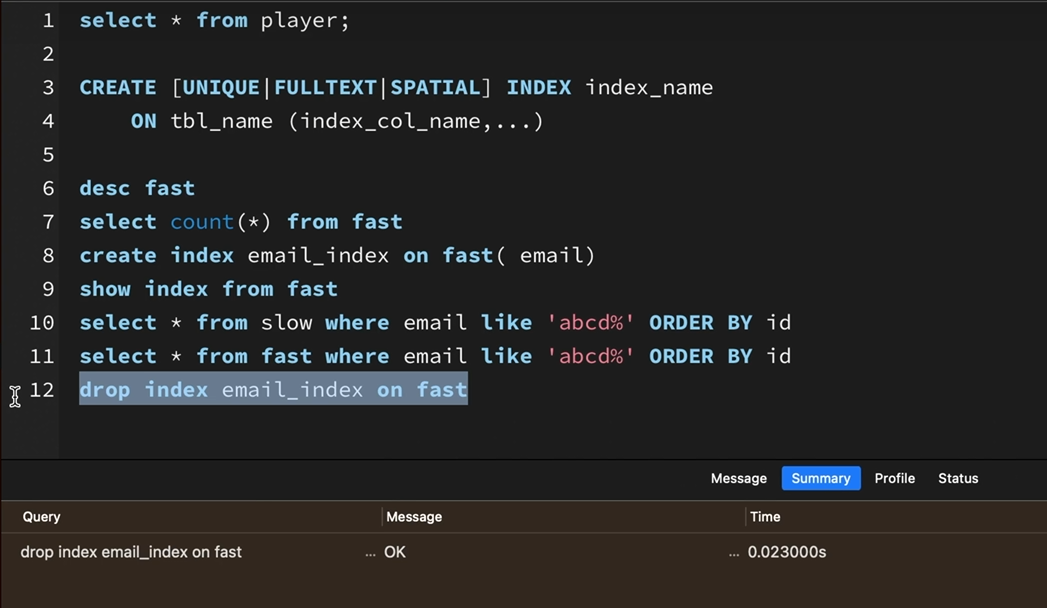 1 select * from player;
2
3 CREATE [UNIQUE|FULLTEXT|SPATIAL] INDEX index_name
4 ON tbl_name (index_col_name,...)
5
6 desc fast
7 select count(*) from fast
8 create index email_index on fast( email)
9 show index from fast
10 select * from slow where email like 'abcd%' ORDER BY id
11 select * from fast where email like 'abcd%' ORDER BY id
12 drop index email_index on fast
Message Summary Profile Status
Query Message Time
drop index email_index on fast ... OK ... 0.023000s